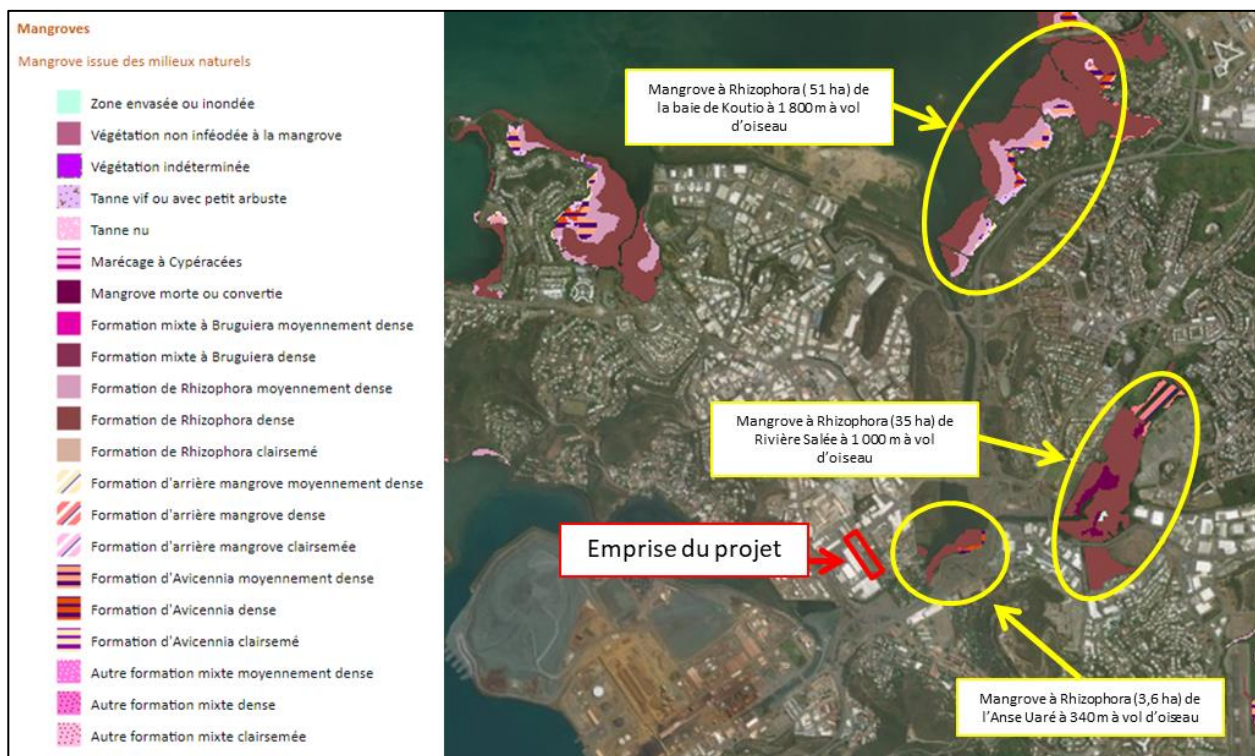 Mangroves
Mangrove issue des milieux naturels
Zone envasée ou inondée
Végétation non inféodée à la mangrove
Végétation indéterminée
Tanne vif ou avec petit arbuste
Tanne nu
Marécage à Cypéracées
Mangrove morte ou convertie
Formation mixte à Bruguiera moyennement dense
Formation mixte à Bruguiera dense
Formation de Rhizophora moyennement dense
Formation de Rhizophora dense
Formation de Rhizophora clairsemé
Formation d'arrière mangrove moyennement dense
Formation d'arrière mangrove dense
Formation d'arrière mangrove clairsemée
Formation d'Avicennia moyennement dense
Formation d'Avicennia dense
Formation d'Avicennia clairsemé
Autre formation mixte moyennement dense
Autre formation mixte dense
Autre formation mixte clairsemée
Mangrove à Rhizophora ( 51 ha) de
la baie de Koutio à 1 800 m à vol
d'oiseau
Mangrove à Rhizophora (35 ha) de
Rivière Salée à 1 000 m à vol
d'oiseau
Emprise du projet
Mangrove à Rhizophora (3,6 ha) de
l'Anse Uaré à 340 m à vol d'oiseau